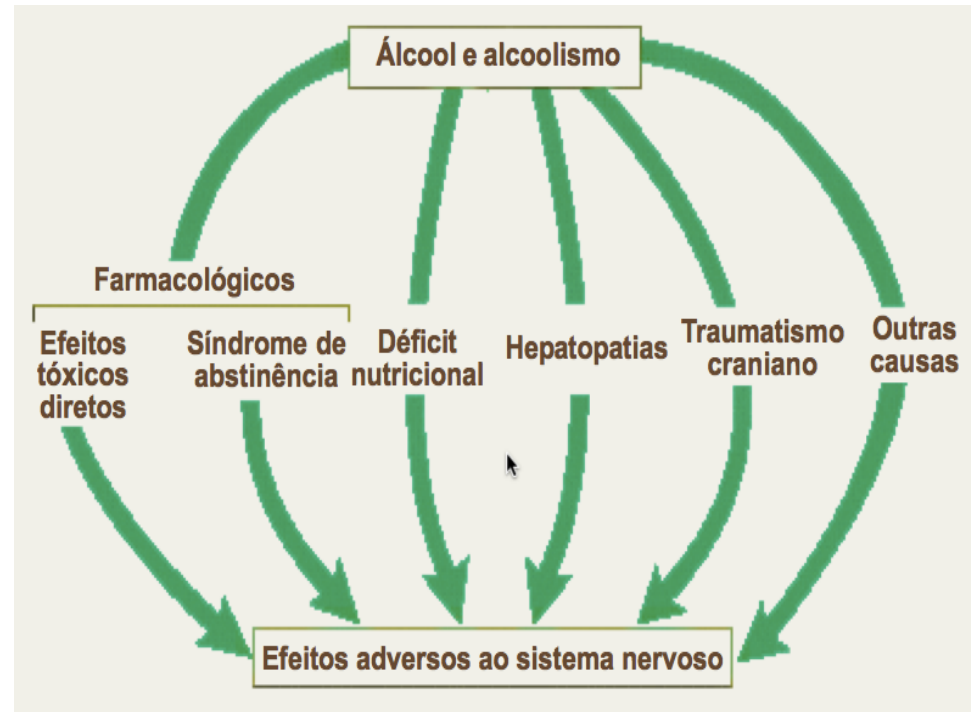 Álcool e alcoolismo
Farmacológicos
Efeitos
tóxicos
diretos
Síndrome de
abstinência
Déficit
nutricional
Hepatopatias
Traumatismo
craniano
Outras
causas
Efeitos adversos ao sistema nervoso